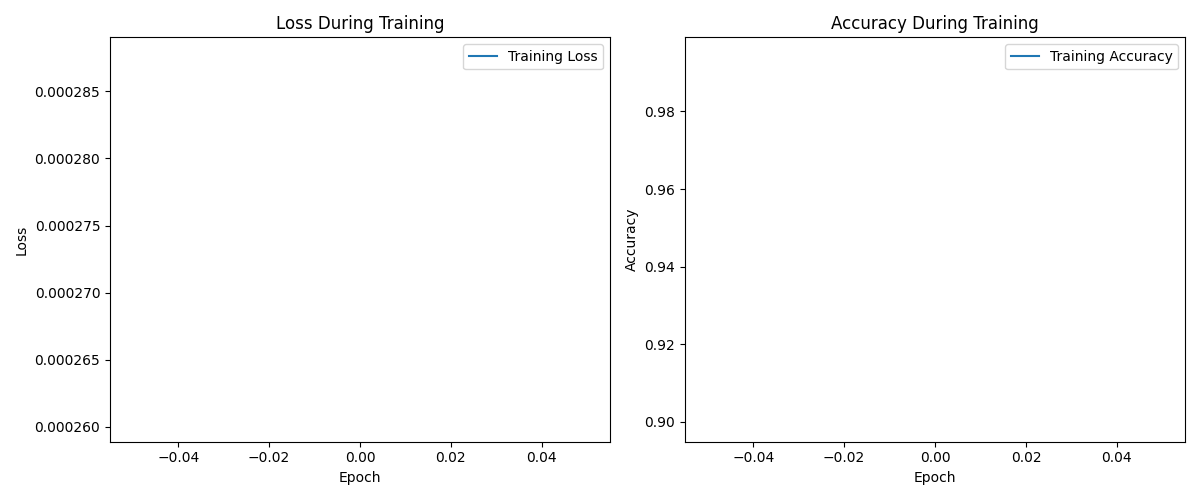 Loss During Training
Training Loss
0.000285
0.000280
0.000275
0.000270
0.000265
0.000260
Loss
−0.04 −0.02 0.00 0.02 0.04
Epoch
Accuracy During Training
Training Accuracy
0.98
0.96
0.94
0.92
0.90
Accuracy
−0.04 −0.02 0.00 0.02 0.04
Epoch